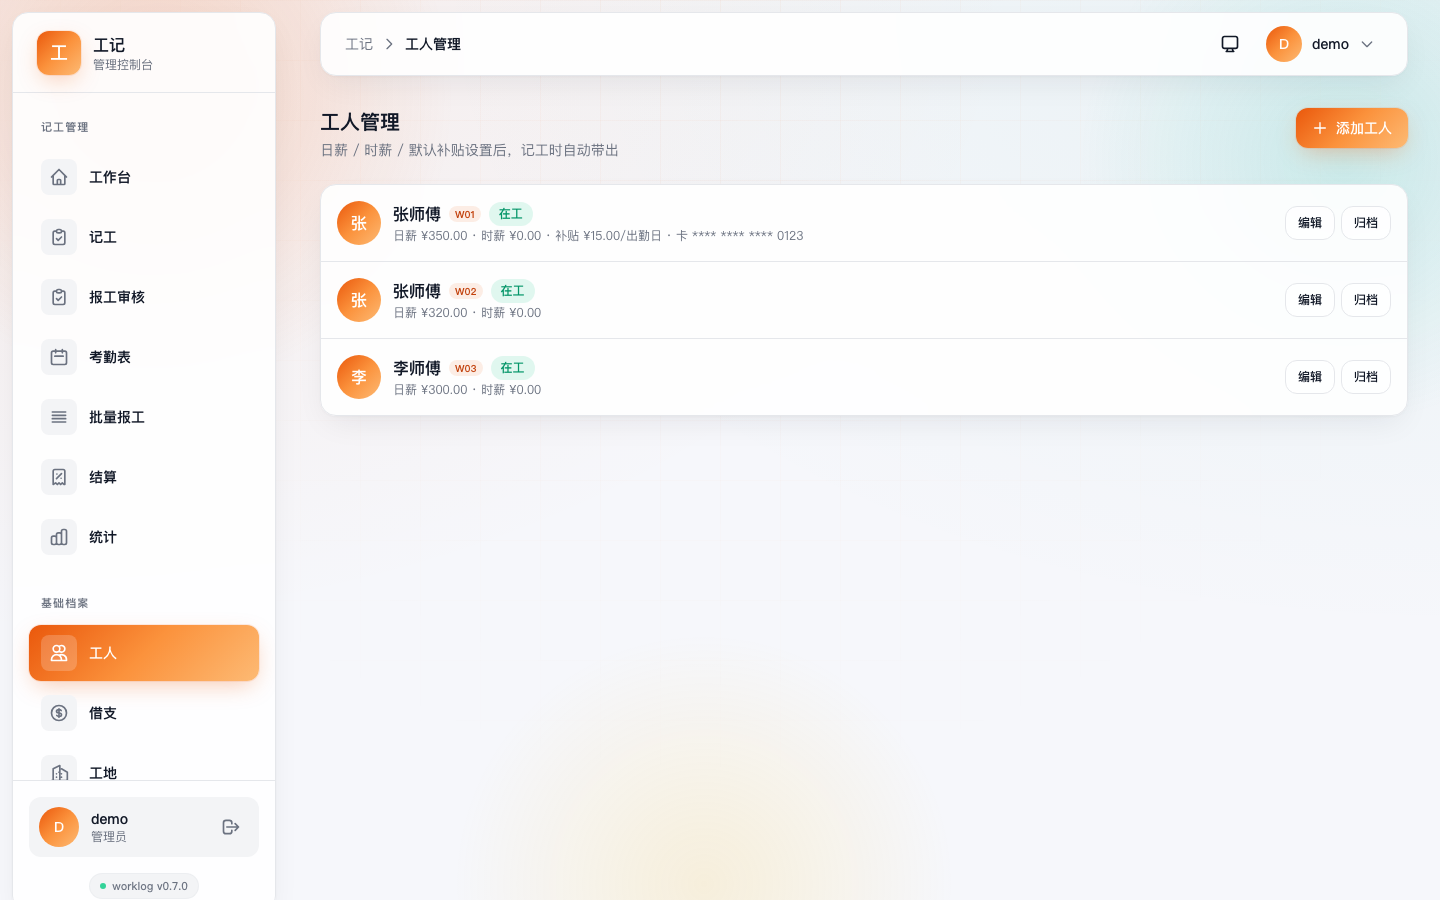 工
工记
管理控制台
记工管理
工作台
记工
报工审核
考勤表
批量报工
结算
统计
基础档案
工人
借支
工地
D
demo
管理员
worklog v0.7.0
工记 > 工人管理
D demo
工人管理
日薪 / 时薪 / 默认补贴设置后，记工时自动带出
添加工人
张
张师傅 W01 在工
日薪 ¥350.00 · 时薪 ¥0.00 · 补贴 ¥15.00/出勤日 · 卡 **** **** **** 0123
编辑 归档
张
张师傅 W02 在工
日薪 ¥320.00 · 时薪 ¥0.00
编辑 归档
李
李师傅 W03 在工
日薪 ¥300.00 · 时薪 ¥0.00
编辑 归档